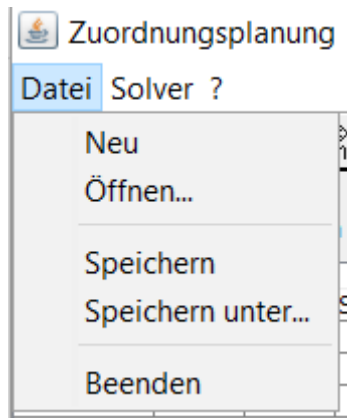 Zuordnungsplanung
Datei Solver ?
Neu
Öffnen...
Speichern
Speichern unter...
Beenden